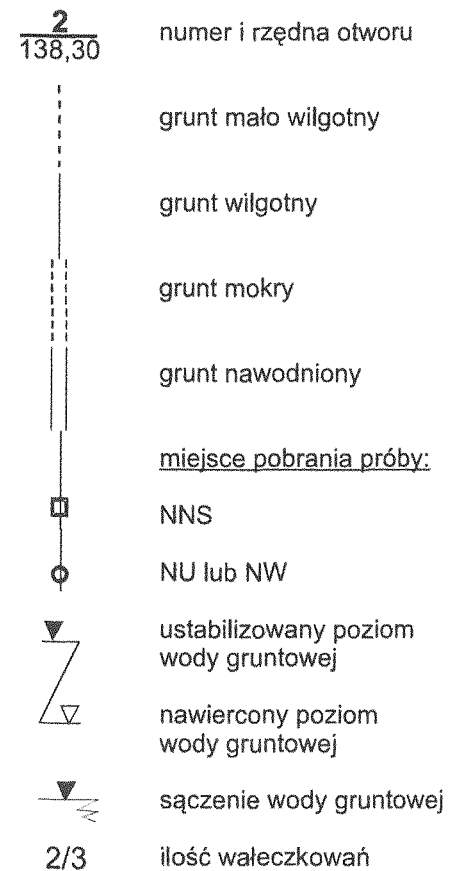 2 numer i rzędna otworu
138,30
grunt mało wilgotny
grunt wilgotny
grunt mokry
grunt nawodniony
miejsce pobrania próby:
NNS
NU lub NW
ustabilizowany poziom
wody gruntowej
nawiercony poziom
wody gruntowej
sączenie wody gruntowej
2/3 ilość wałeczkowań